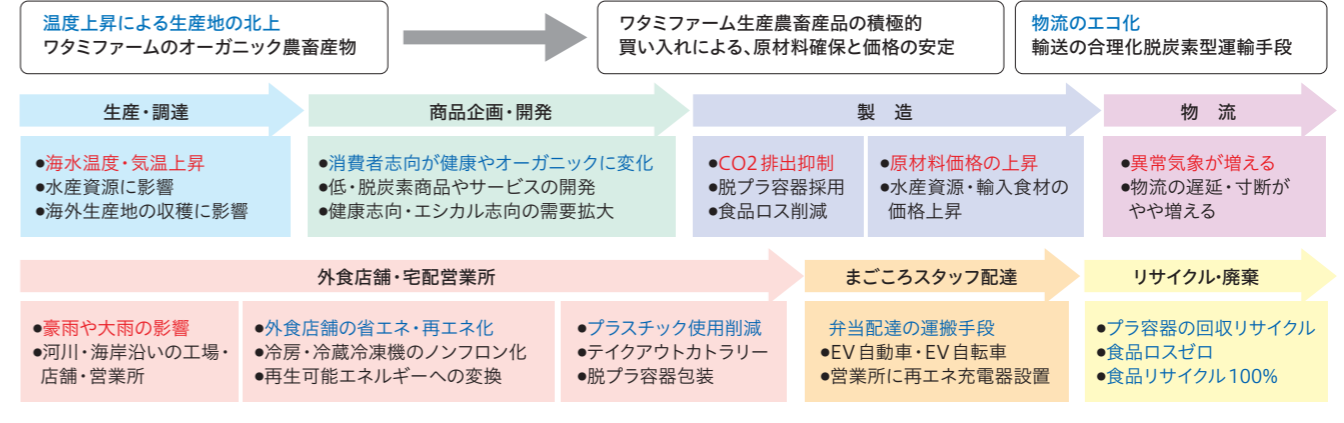 温度上昇による生産地の北上
ワタミファームのオーガニック農畜産物
ワタミファーム生産農畜産品の積極的
買い入れによる、原材料確保と価格の安定
物流のエコ化
輸送の合理化脱炭素型運輸手段
生産・調達
商品企画・開発
製　造
物　流
●海水温度・気温上昇
●水産資源に影響
●海外生産地の収穫に影響
●消費者志向が健康やオーガニックに変化
●低・脱炭素商品やサービスの開発
●健康志向・エシカル志向の需要拡大
●CO2排出抑制
●脱プラ容器採用
●食品ロス削減
●原材料価格の上昇
●水産資源・輸入食材の
価格上昇
●異常気象が増える
●物流の遅延・寸断が
やや増える
外食店舗・宅配営業所
まごころスタッフ配達
リサイクル・廃棄
●豪雨や大雨の影響
●河川・海岸沿いの工場・
店舗・営業所
●外食店舗の省エネ・再エネ化
●冷房・冷蔵冷凍機のノンフロン化
●再生可能エネルギーへの変換
●プラスチック使用削減
●テイクアウトカトラリー
●脱プラ容器包装
弁当配達の運搬手段
●EV自動車・EV自転車
●営業所に再エネ充電器設置
●プラ容器の回収リサイクル
●食品ロスゼロ
●食品リサイクル100%